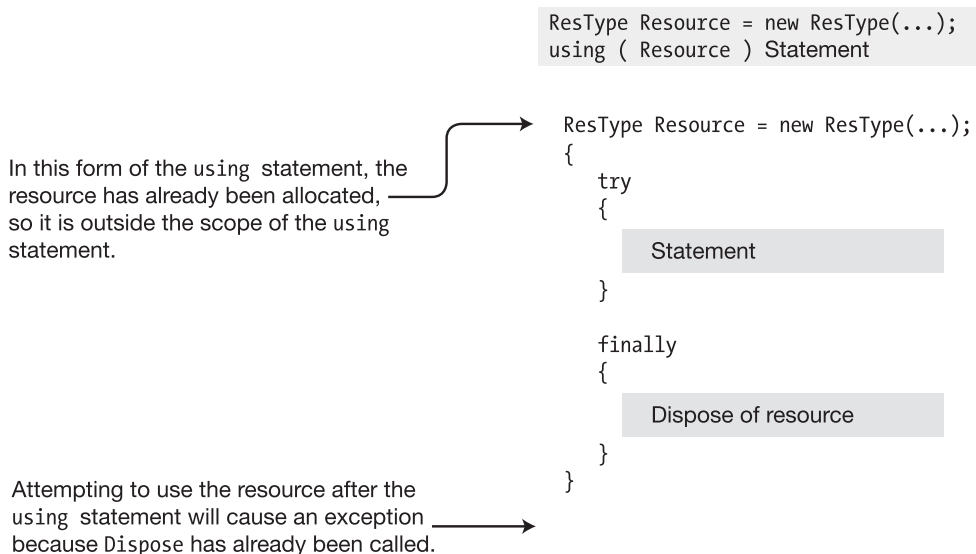 ResType Resource = new ResType(...);
using ( Resource ) Statement
ResType Resource = new ResType(...);
{
try
{
Statement
}
finally
{
Dispose of resource
}
}
In this form of the using statement, the
resource has already been allocated,
so it is outside the scope of the using
statement.
Attempting to use the resource after the
using statement will cause an exception
because Dispose has already been called.